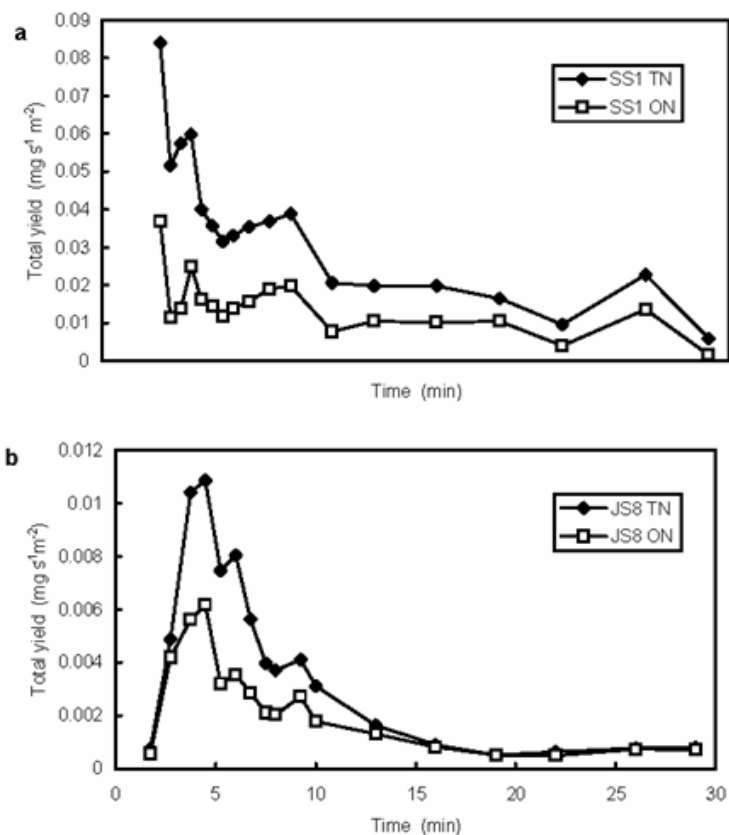 a
Total yield (mg s⁻¹ m⁻²)
0.09
0.08
0.07
0.06
0.05
0.04
0.03
0.02
0.01
0
SS1 TN
SS1 ON
Time (min)
b
Total yield (mg s⁻¹m⁻²)
0.012
0.01
0.008
0.006
0.004
0.002
0
JS8 TN
JS8 ON
0 5 10 15 20 25 30
Time (min)